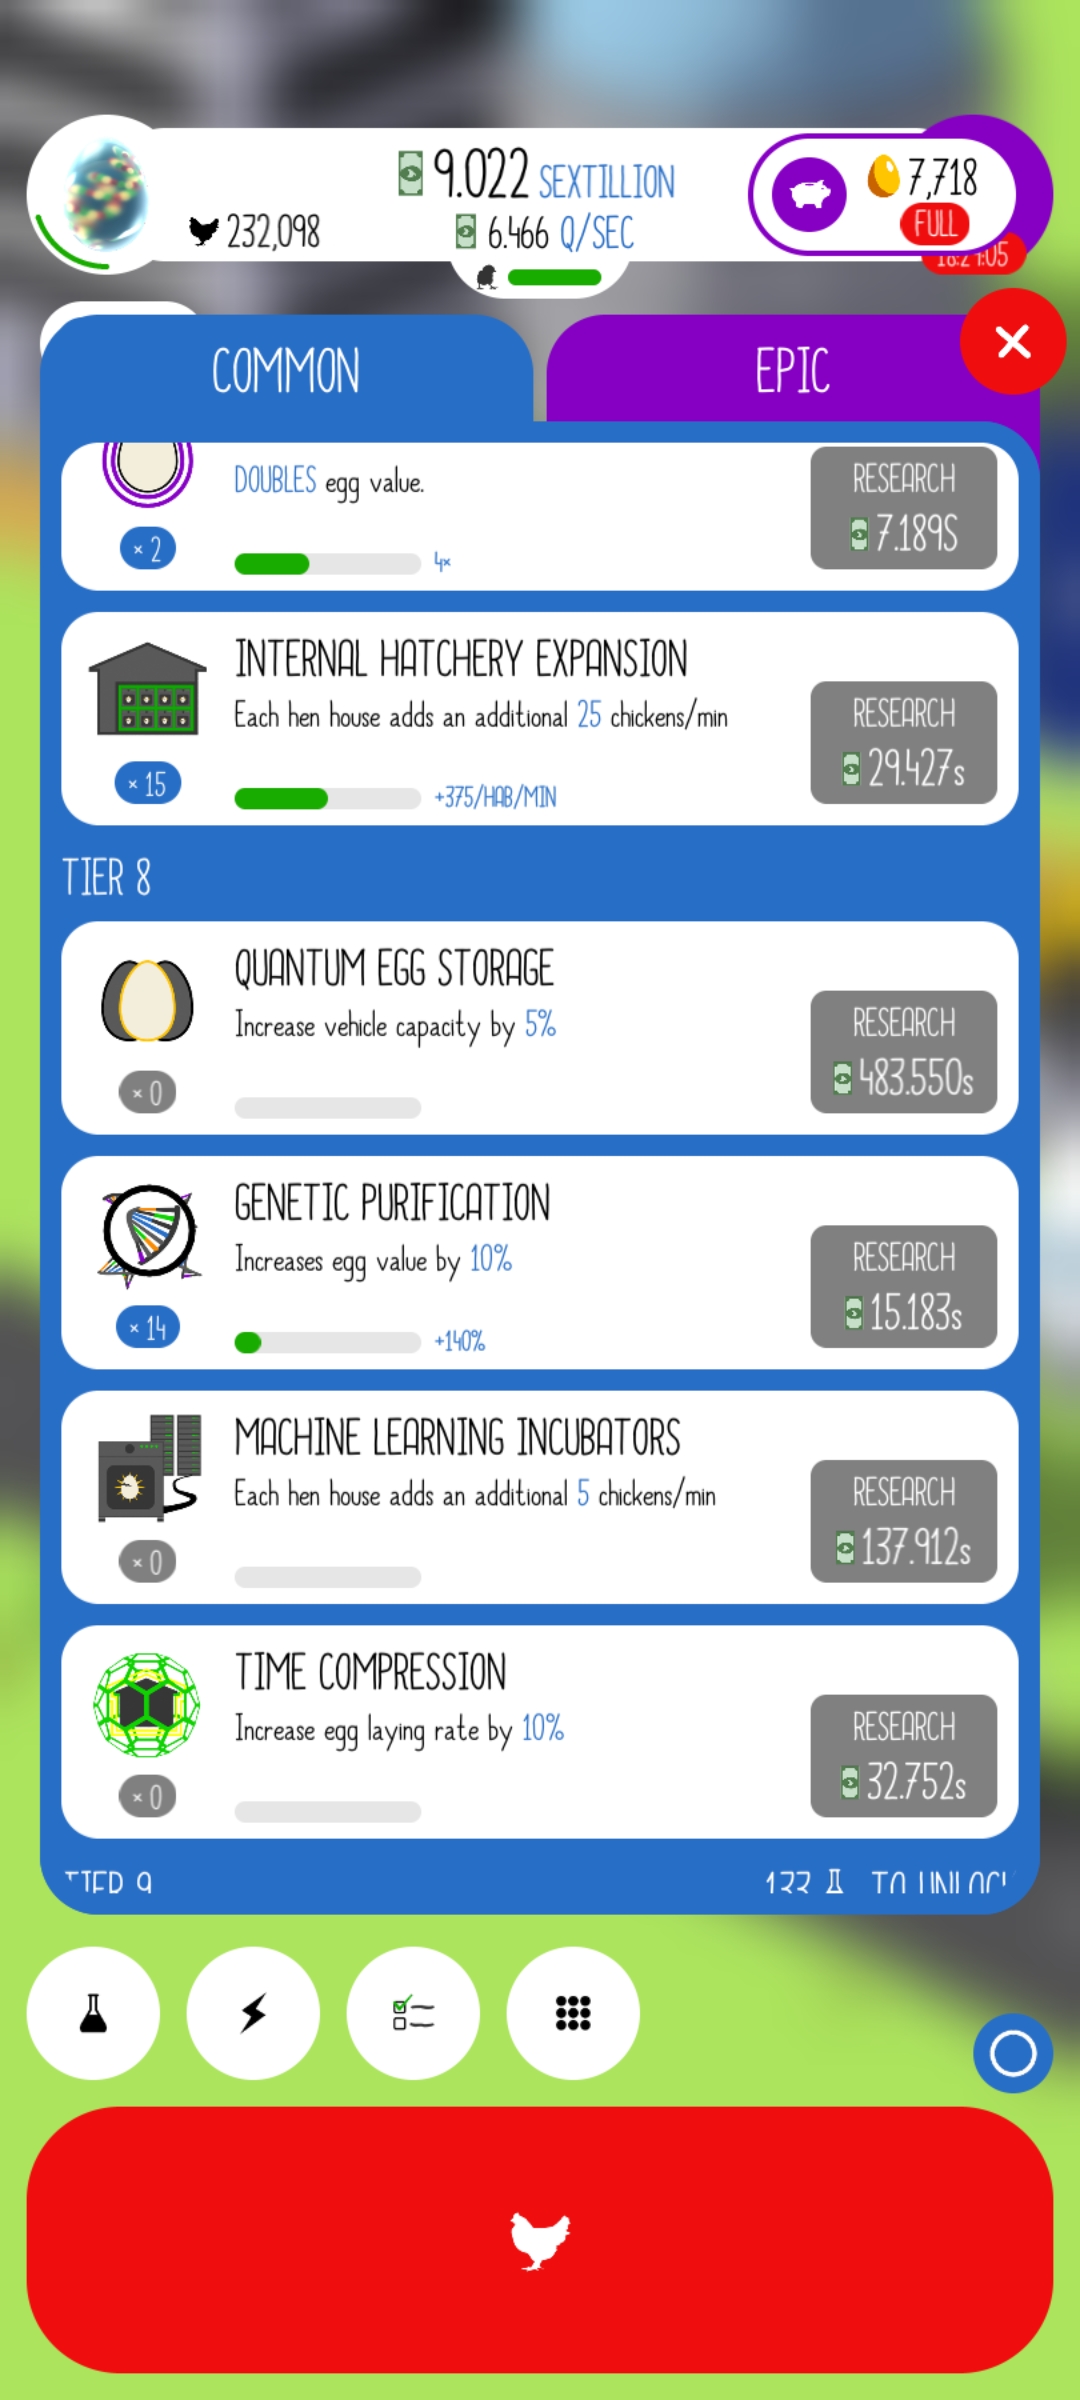 9.022 SEXTILLION
7,718
232,098
6.466 Q/SEC
FULL
COMMON
EPIC
DOUBLES egg value.
RESEARCH
7.189S
× 2
4×
INTERNAL HATCHERY EXPANSION
Each hen house adds an additional 25 chickens/min
RESEARCH
29.427s
× 15
+375/HAB/MIN
TIER 8
QUANTUM EGG STORAGE
Increase vehicle capacity by 5%
RESEARCH
483.550s
× 0
GENETIC PURIFICATION
Increases egg value by 10%
RESEARCH
15.183s
× 14
+140%
MACHINE LEARNING INCUBATORS
Each hen house adds an additional 5 chickens/min
RESEARCH
137.912s
× 0
TIME COMPRESSION
Increase egg laying rate by 10%
RESEARCH
32.752s
× 0
TIER 9
TO UNLOCK